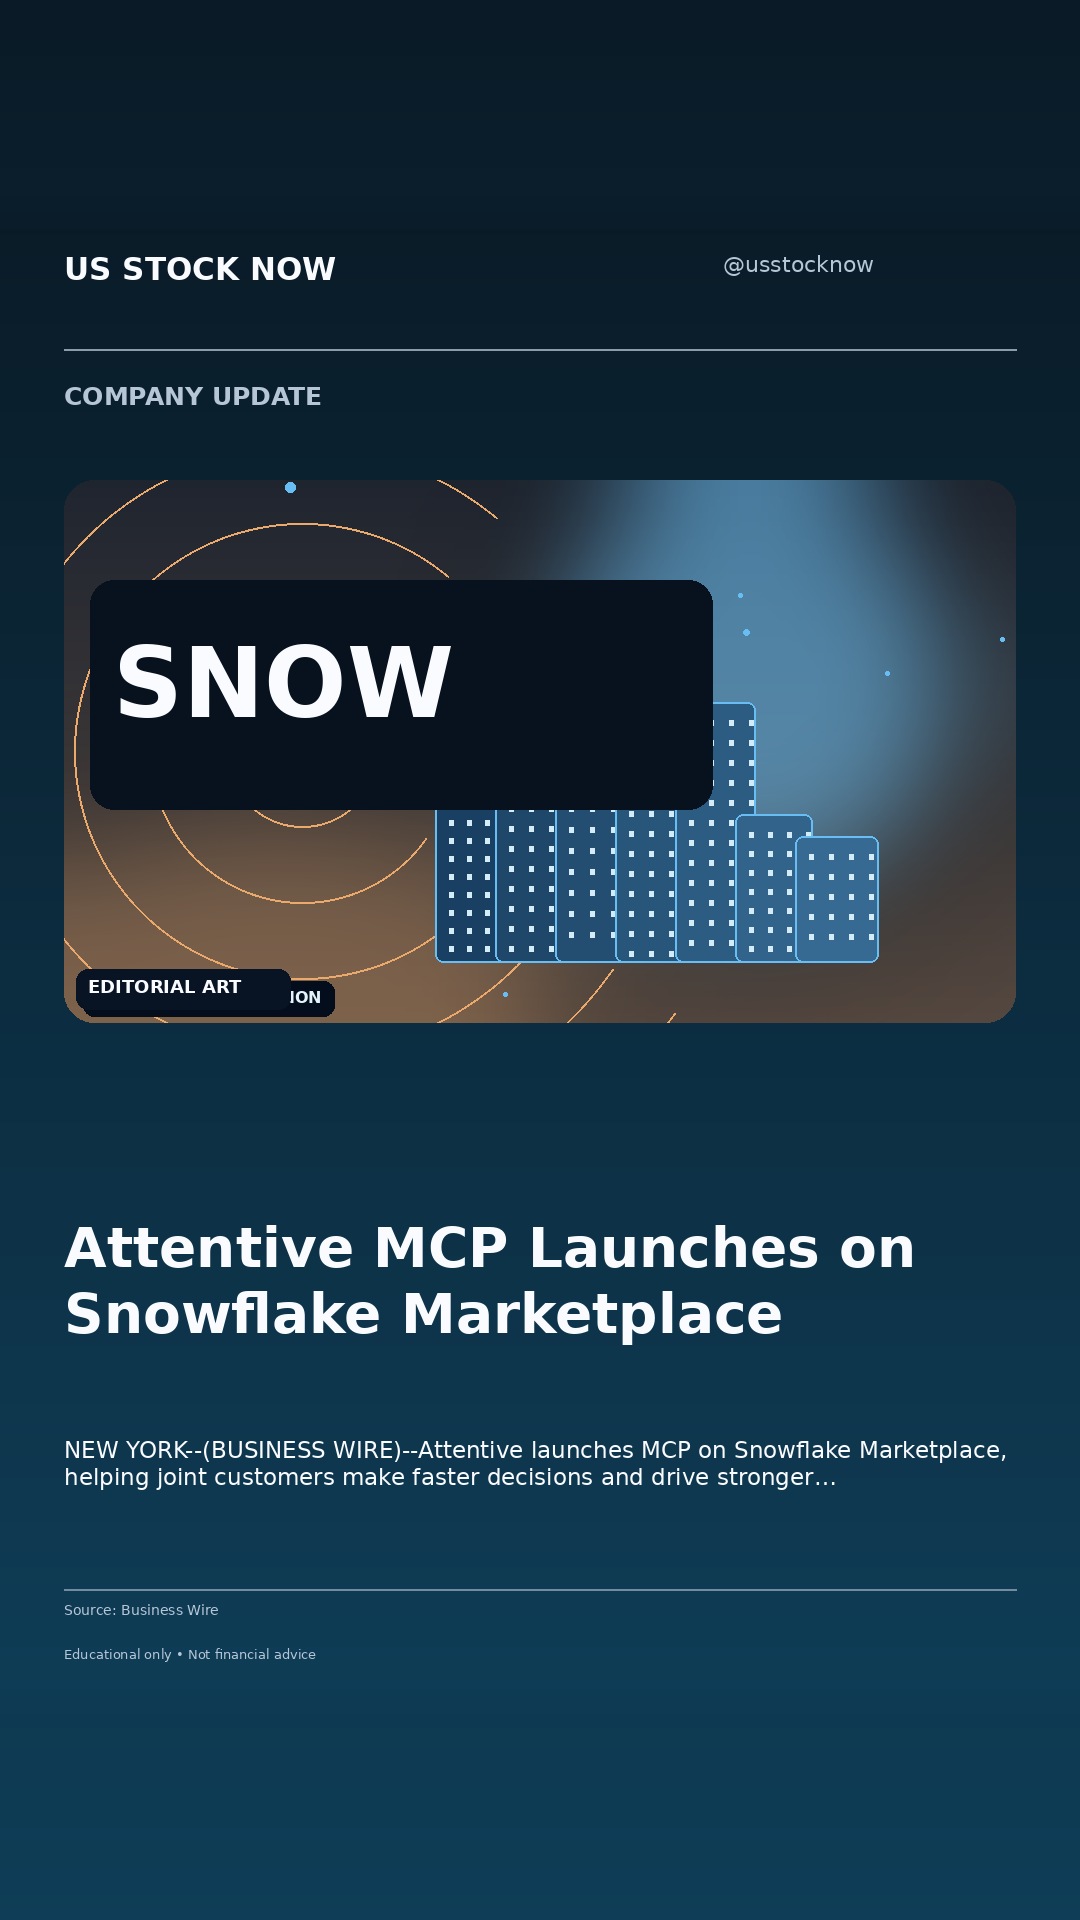 US STOCK NOW
@usstocknow
COMPANY UPDATE
SNOW
EDITORIAL ART
Attentive MCP Launches on
Snowflake Marketplace
NEW YORK--(BUSINESS WIRE)--Attentive launches MCP on Snowflake Marketplace,
helping joint customers make faster decisions and drive stronger…
Source: Business Wire
Educational only • Not financial advice